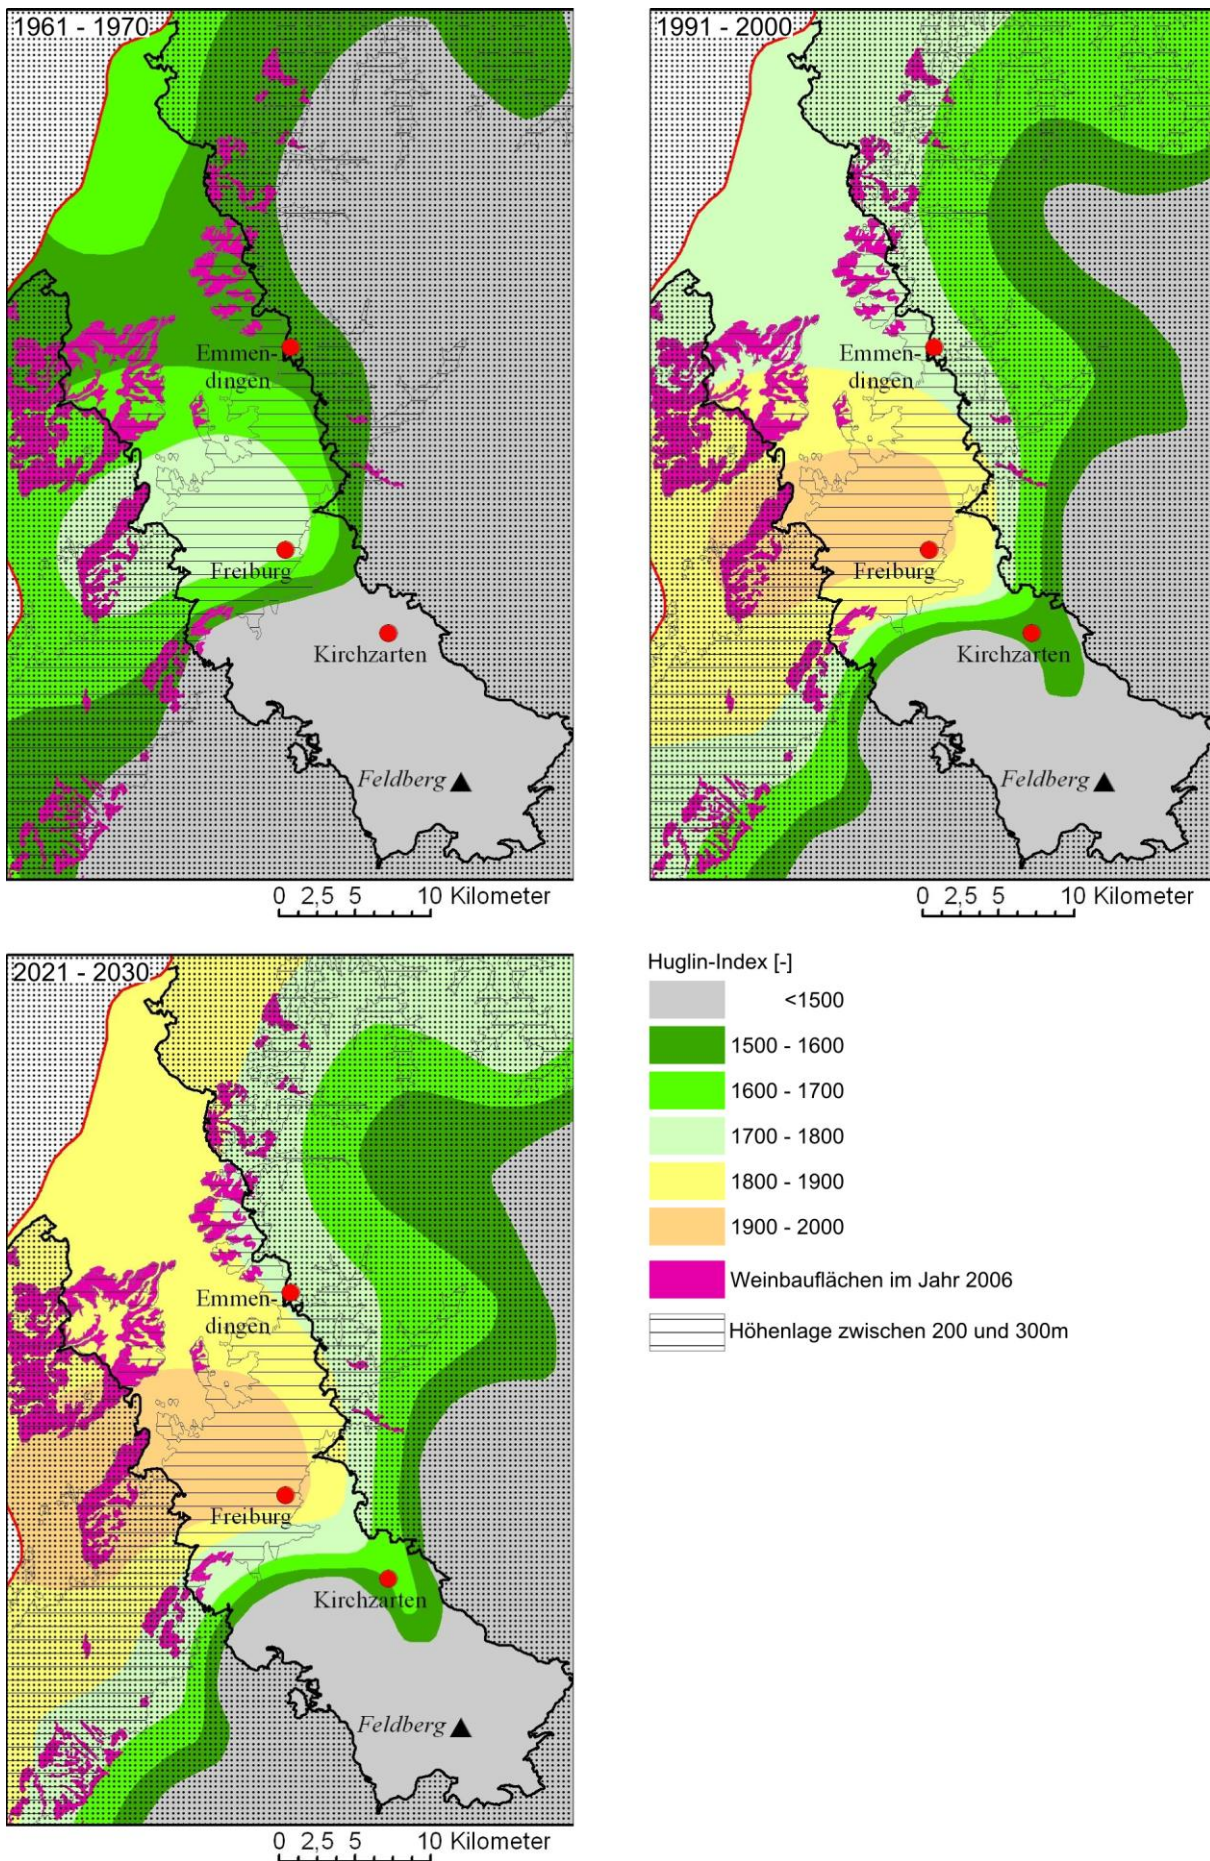 1961 - 1970
Emmen-
dingen
Freiburg
Kirchzarten
Feldberg
0 2,5 5 10 Kilometer
1991 - 2000
Emmen-
dingen
Freiburg
Kirchzarten
Feldberg
0 2,5 5 10 Kilometer
2021 - 2030
Emmen-
dingen
Freiburg
Kirchzarten
Feldberg
0 2,5 5 10 Kilometer
Huglin-Index [-]
<1500
1500 - 1600
1600 - 1700
1700 - 1800
1800 - 1900
1900 - 2000
Weinbauflächen im Jahr 2006
Höhenlage zwischen 200 und 300m